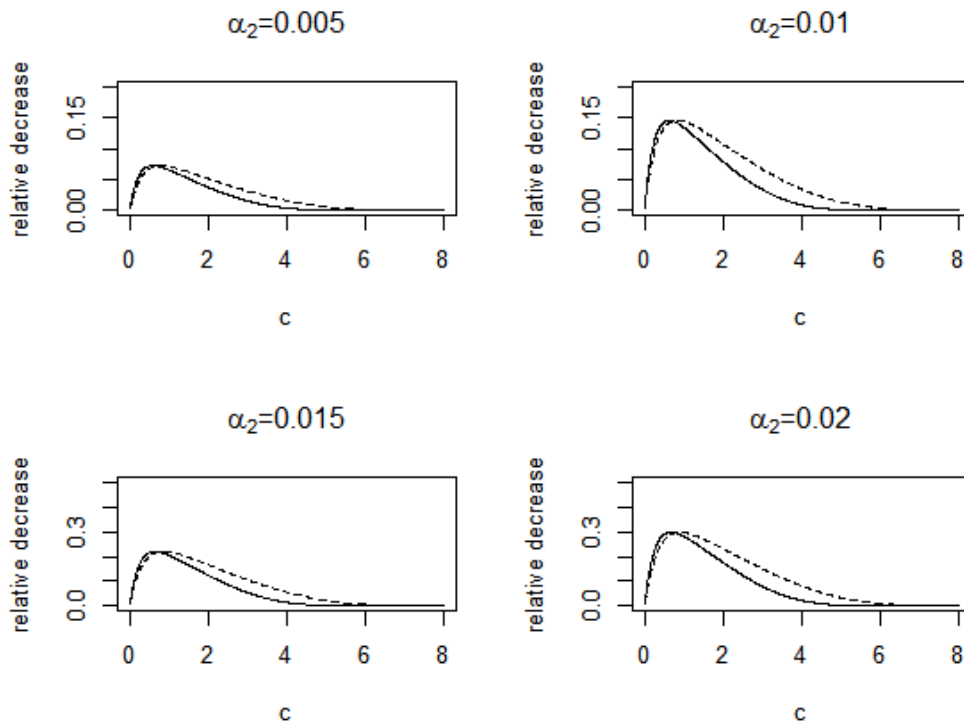 α₂=0.005
relative decrease
0.00 0.15
0 2 4 6 8
c
α₂=0.01
relative decrease
0.00 0.15
0 2 4 6 8
c
α₂=0.015
relative decrease
0.0 0.3
0 2 4 6 8
c
α₂=0.02
relative decrease
0.0 0.3
0 2 4 6 8
c